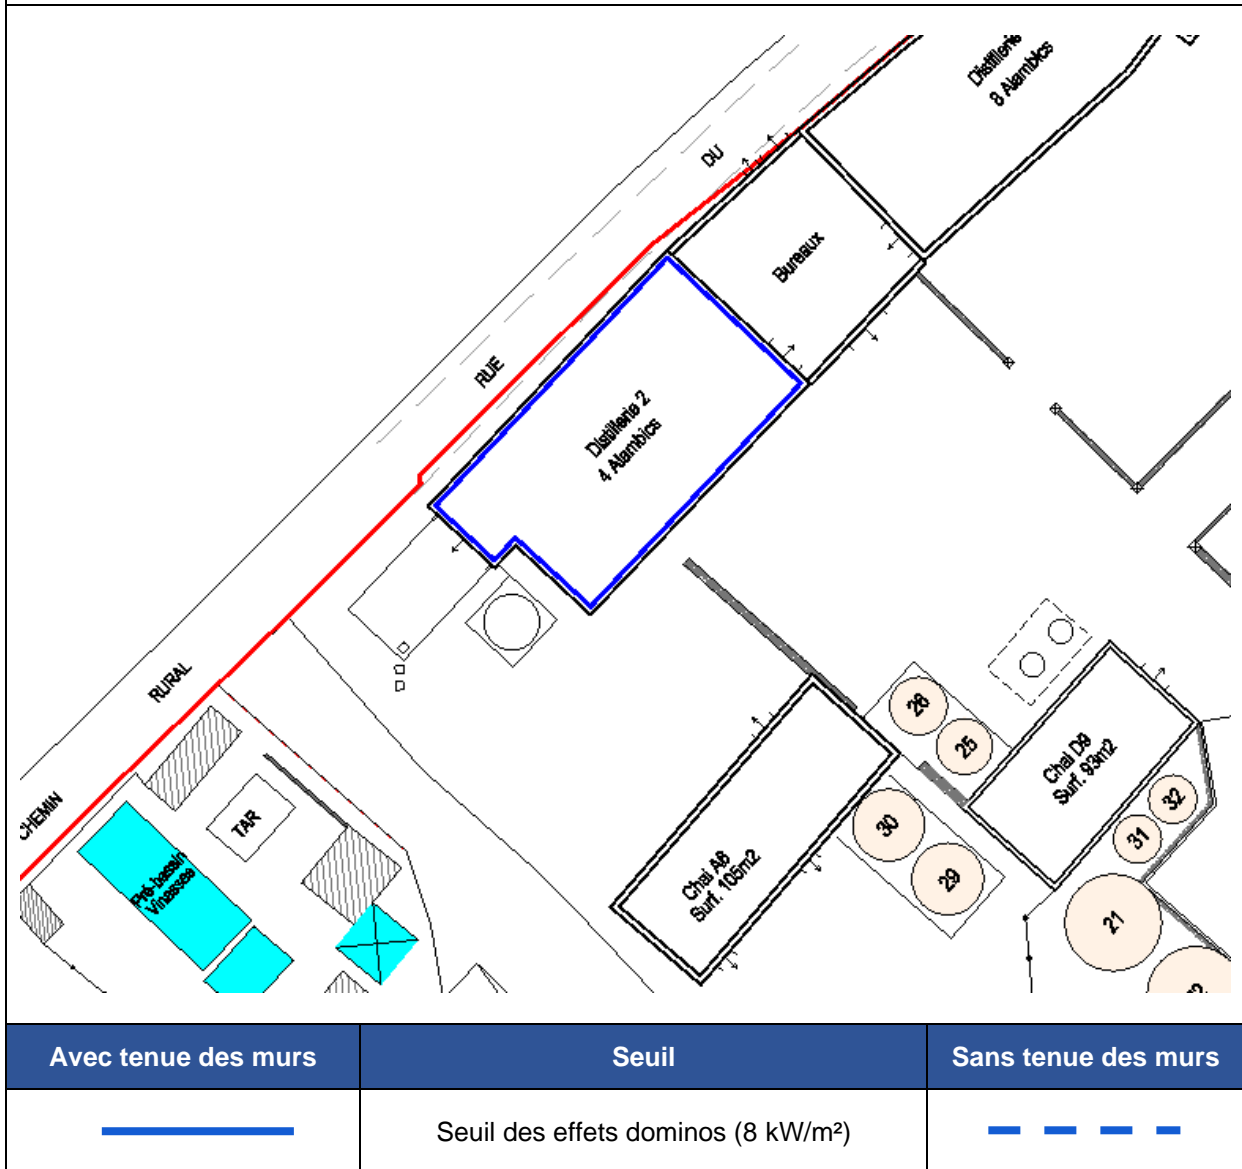 Distillerie
8 Alambics
DU
Bureaux
RUE
Distillerie 2
4 Alambics
RURAL
26
25
Chai D9
Surf. 93m2
32
31
30
29
21
CHEMIN
TAR
Pré-bassin
Vinasses
Chai A6
Surf. 105m2
Avec tenue des murs
Seuil
Sans tenue des murs
Seuil des effets dominos (8 kW/m²)